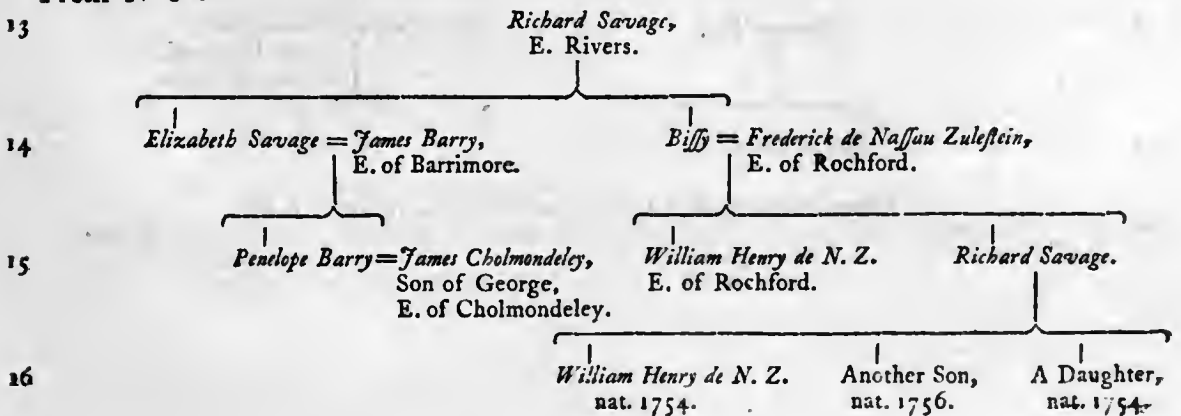 13
Richard Savage,
E. Rivers.
14
Elizabeth Savage = James Barry,
E. of Barrimore.
Bissy = Frederick de Nassau Zulestein,
E. of Rochford.
15
Penelope Barry = James Cholmondeley,
Son of George,
E. of Cholmondeley.
William Henry de N. Z.
E. of Rochford.
Richard Savage.
16
William Henry de N. Z.
nat. 1754.
Another Son,
nat. 1756.
A Daughter,
nat. 1754.